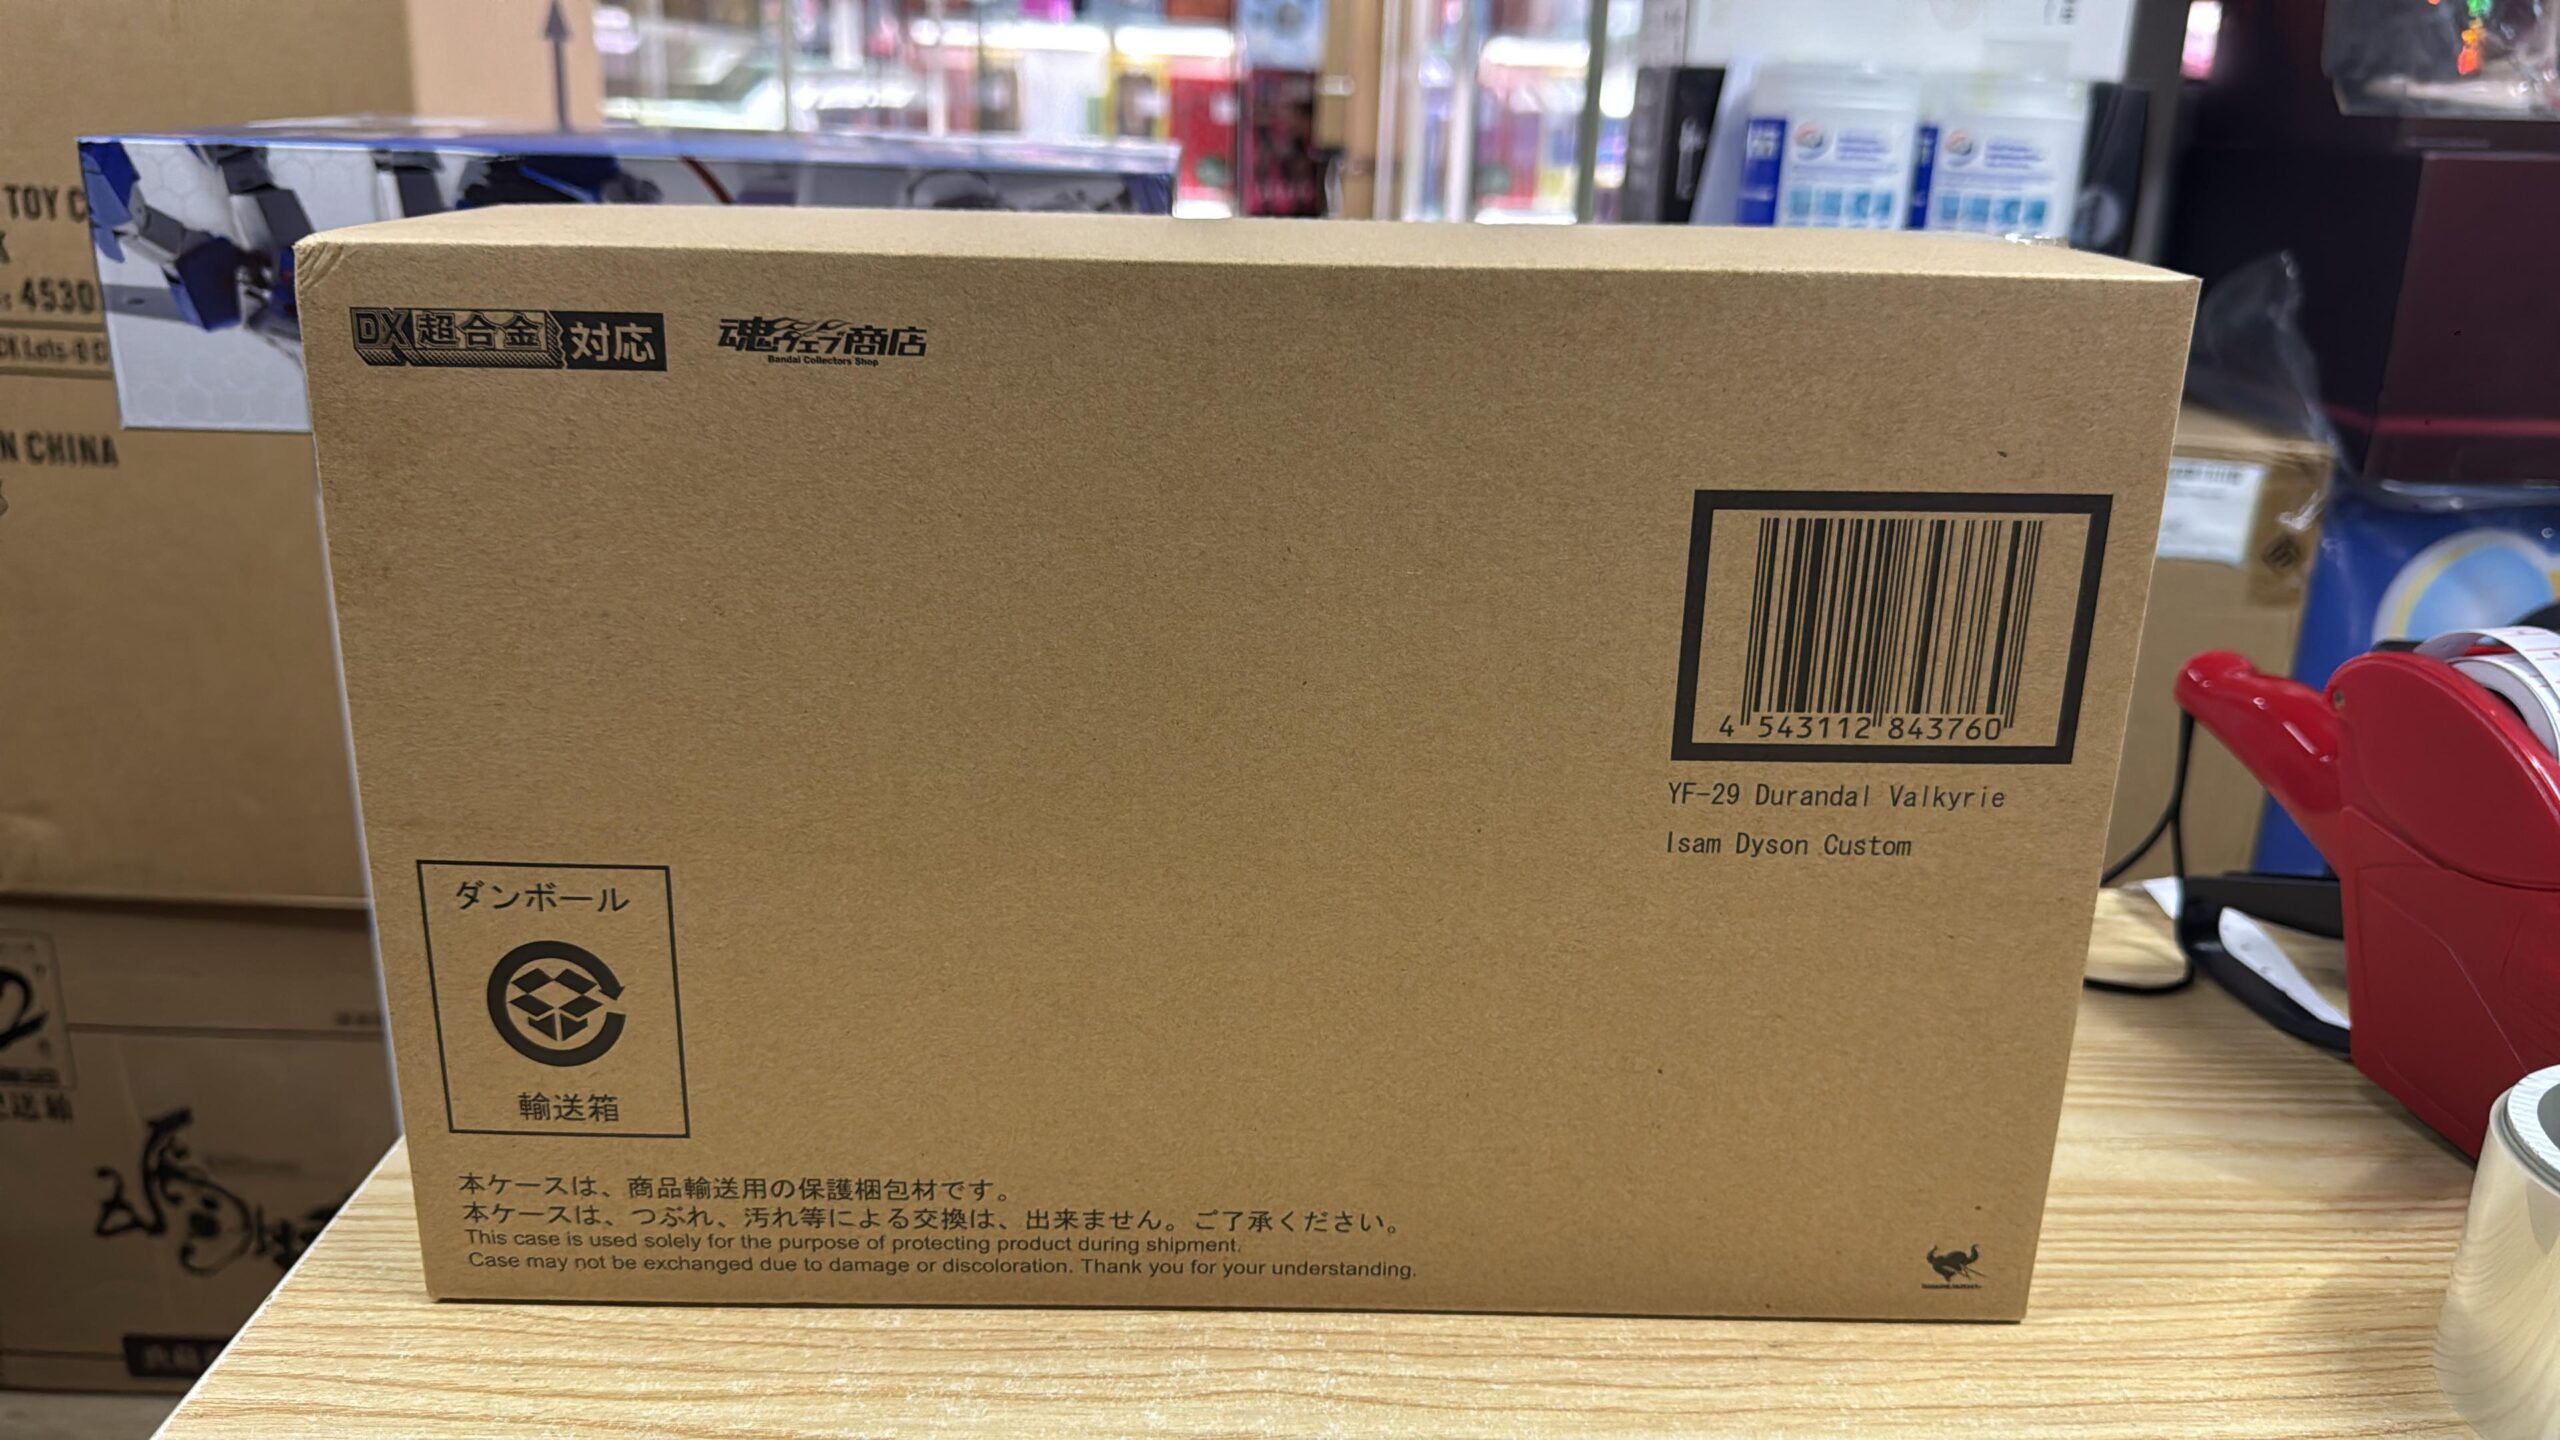 DX超合金 対応
魂ウェブ商店
Bandai Collectors Shop
4 543112 843760
YF-29 Durandal Valkyrie
Isam Dyson Custom
ダンボール
輸送箱
本ケースは、商品輸送用の保護梱包材です。
本ケースは、つぶれ、汚れ等による交換は、出来ません。ご了承ください。
This case is used solely for the purpose of protecting product during shipment.
Case may not be exchanged due to damage or discoloration. Thank you for your understanding.
TOY C
4530
N CHINA